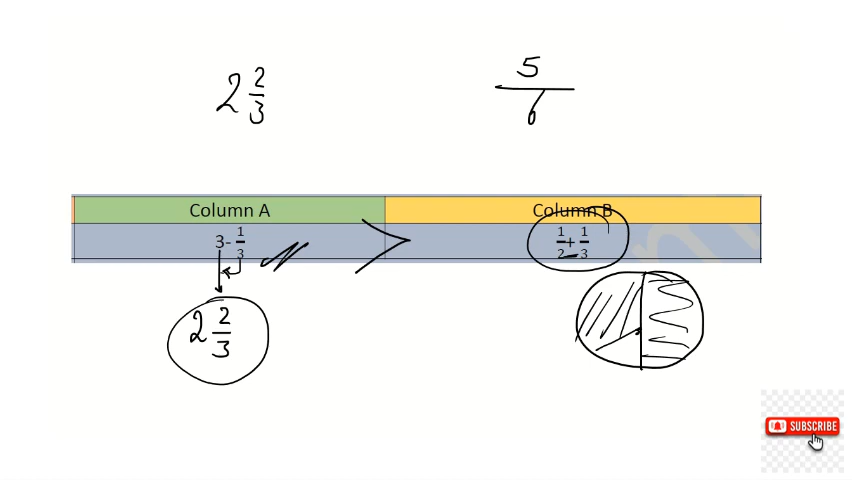 2 2/3 5/6
Column A Column B
3- 1/3 > 1/2 + 1/3
2 2/3
SUBSCRIBE